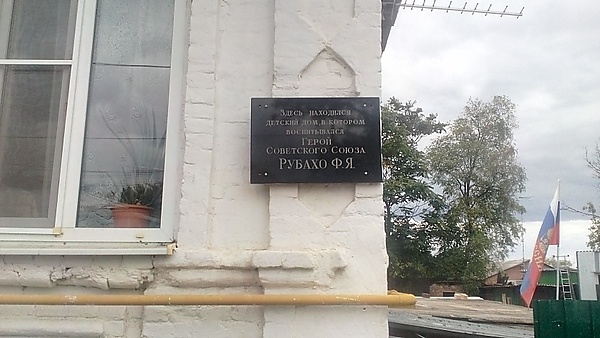 Здесь находился
детский дом, в котором
воспитывался
Герой
Советского Союза
Рубахо Ф.Я.